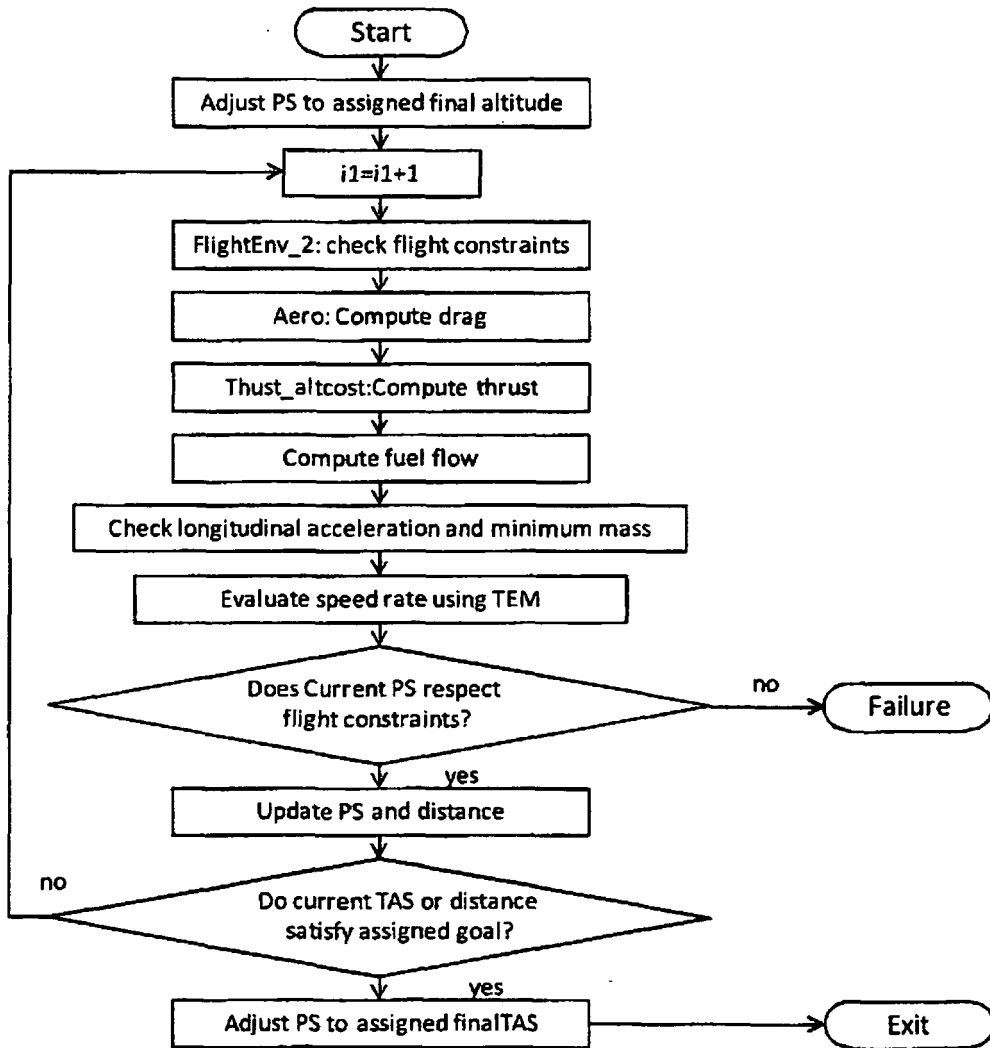 Start
Adjust PS to assigned final altitude
i1=i1+1
FlightEnv_2: check flight constraints
Aero: Compute drag
Thust_altcost:Compute thrust
Compute fuel flow
Check longitudinal acceleration and minimum mass
Evaluate speed rate using TEM
Does Current PS respect
flight constraints?
no
Failure
yes
Update PS and distance
no
Do current TAS or distance
satisfy assigned goal?
yes
Adjust PS to assigned finalTAS
Exit